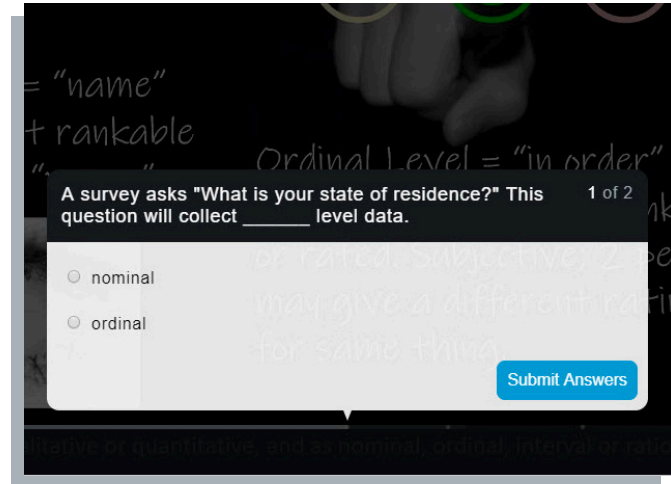 = "name"
t rankable
Ordinal Level = "in order"
A survey asks "What is your state of residence?" This
question will collect ______ level data.
1 of 2
or rated. Subjective; 2 pe
may give a different rati
for same thing.
nominal
ordinal
Submit Answers
litative or quantitative, and as nominal, ordinal, interval or ratio